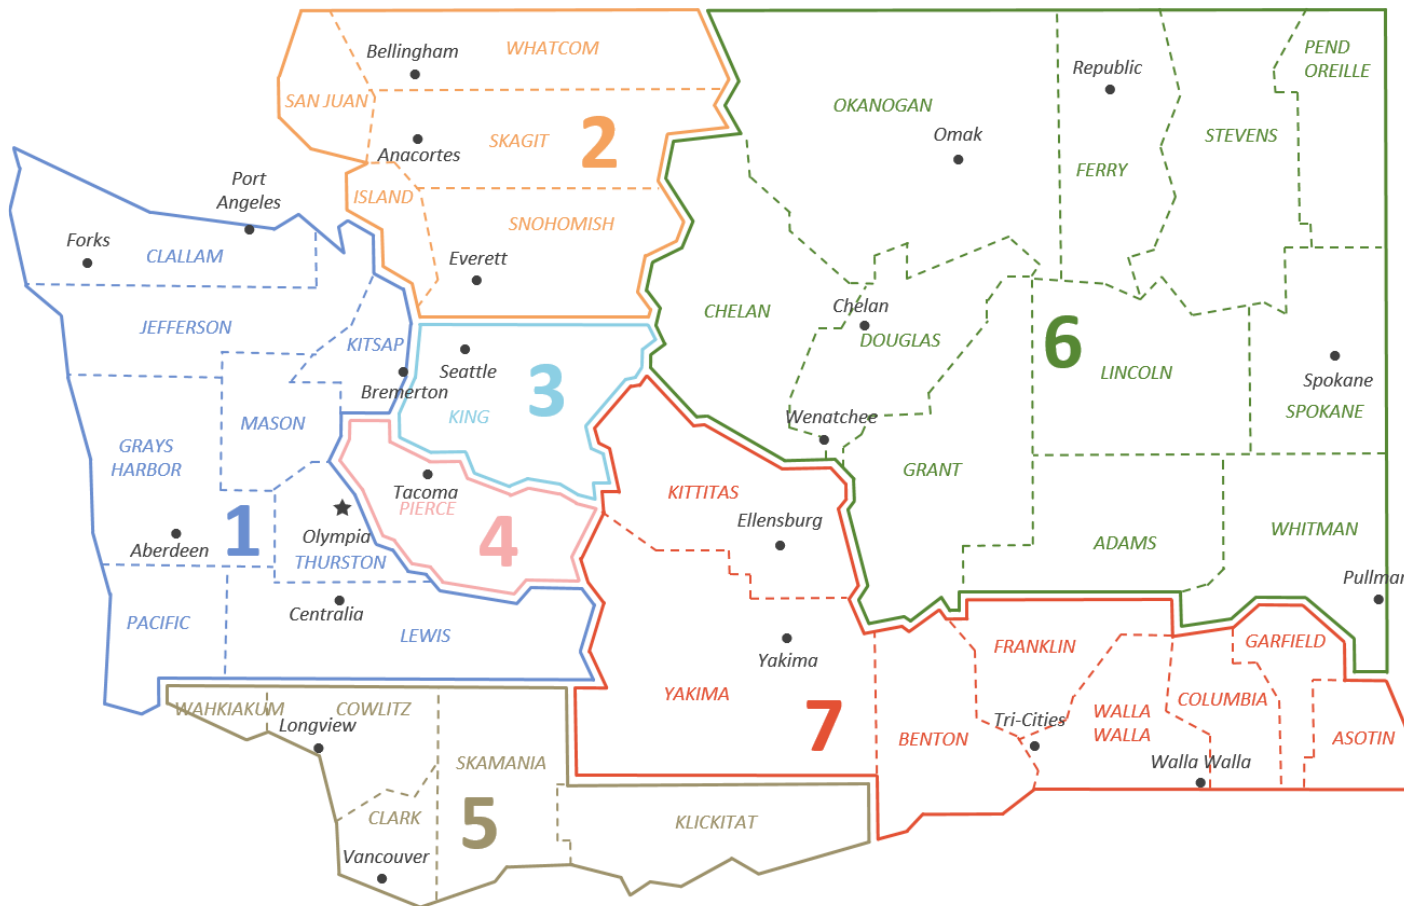 Bellingham
WHATCOM
SAN JUAN
Anacortes
SKAGIT
2
ISLAND
SNOHOMISH
Everett
OKANOGAN
Republic
PEND
OREILLE
Omak
FERRY
STEVENS
Port
Angeles
Forks
CLALLAM
JEFFERSON
KITSAP
Bremerton
MASON
GRAYS
HARBOR
1
Aberdeen
Olympia
THURSTON
Centralia
PACIFIC
LEWIS
Seattle
3
KING
Tacoma
PIERCE
4
CHELAN
Chelan
DOUGLAS
6
LINCOLN
Spokane
SPOKANE
Wenatchee
GRANT
ADAMS
WHITMAN
Pullman
KITTITAS
Ellensburg
Yakima
YAKIMA
7
FRANKLIN
GARFIELD
BENTON
Tri-Cities
WALLA
WALLA
COLUMBIA
ASOTIN
Walla Walla
WAHKIAKUM
COWLITZ
Longview
SKAMANIA
CLARK
5
KLICKITAT
Vancouver